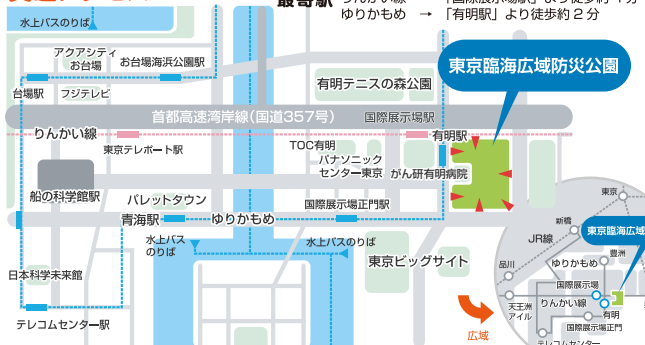 最寄駅
ゆりかもめ → 「有明駅」より徒歩約2分
水上バスのりば
アクアシティ
お台場
お台場海浜公園駅
台場駅
フジテレビ
有明テニスの森公園
東京臨海広域防災公園
首都高速湾岸線(国道357号)
国際展示場駅
りんかい線
有明駅
東京テレポート駅
TOC有明
パナソニック
センター東京
がん研有明病院
船の科学館駅
パレットタウン
国際展示場正門駅
青海駅
ゆりかもめ
水上バス
のりば
水上バスのりば
東京ビッグサイト
日本科学未来館
テレコムセンター駅
広域
東京
新橋
東京臨海広域
JR線
豊洲
ゆりかもめ
品川
国際展示場
りんかい線
天王洲
アイル
有明
国際展示場正門
テレコムセンター